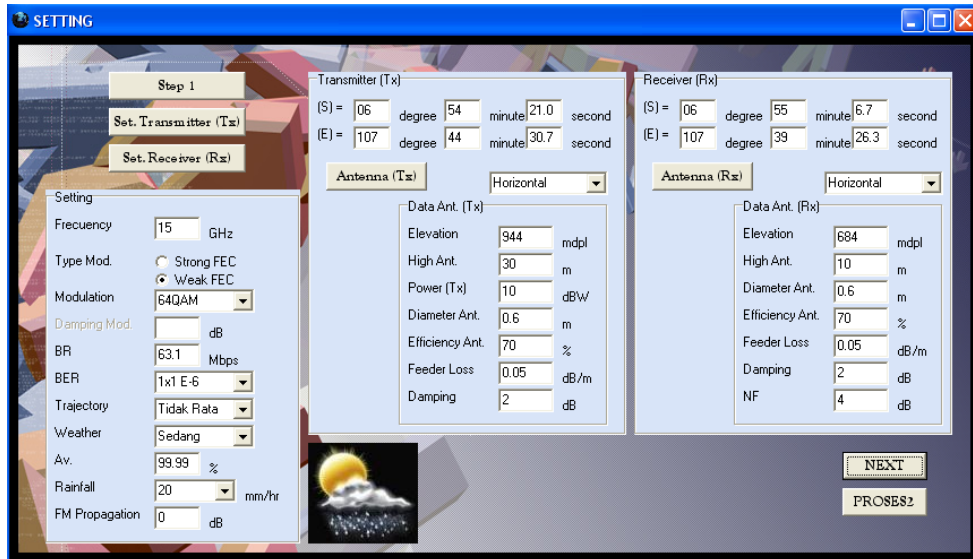 SETTING
Step 1
Set. Transmitter (Tx)
Set. Receiver (Rx)
Setting
Frecuency 15 GHz
Type Mod. Strong FEC
Weak FEC
Modulation 64QAM
Damping Mod. dB
BR 63.1 Mbps
BER 1x1 E-6
Trajectory Tidak Rata
Weather Sedang
Av. 99.99 %
Rainfall 20 mm/hr
FM Propagation 0 dB
Transmitter (Tx)
(S) = 06 degree 54 minute 21.0 second
(E) = 107 degree 44 minute 30.7 second
Antenna (Tx) Horizontal
Data Ant. (Tx)
Elevation 944 mdpl
High Ant. 30 m
Power (Tx) 10 dBW
Diameter Ant. 0.6 m
Efficiency Ant. 70 %
Feeder Loss 0.05 dB/m
Damping 2 dB
Receiver (Rx)
(S) = 06 degree 55 minute 6.7 second
(E) = 107 degree 39 minute 26.3 second
Antenna (Rx) Horizontal
Data Ant. (Rx)
Elevation 684 mdpl
High Ant. 10 m
Diameter Ant. 0.6 m
Efficiency Ant. 70 %
Feeder Loss 0.05 dB/m
Damping 2 dB
NF 4 dB
NEXT
PROSES2